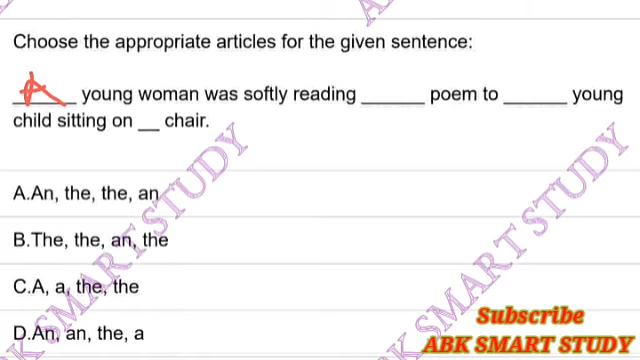 Choose the appropriate articles for the given sentence:
A young woman was softly reading ______ poem to ______ young
child sitting on __ chair.
A.An, the, the, an
B.The, the, an, the
C.A, a, the, the
D.An, an, the, a
Subscribe
ABK SMART STUDY
ABK SMART STUDY
ABK SMART STUDY